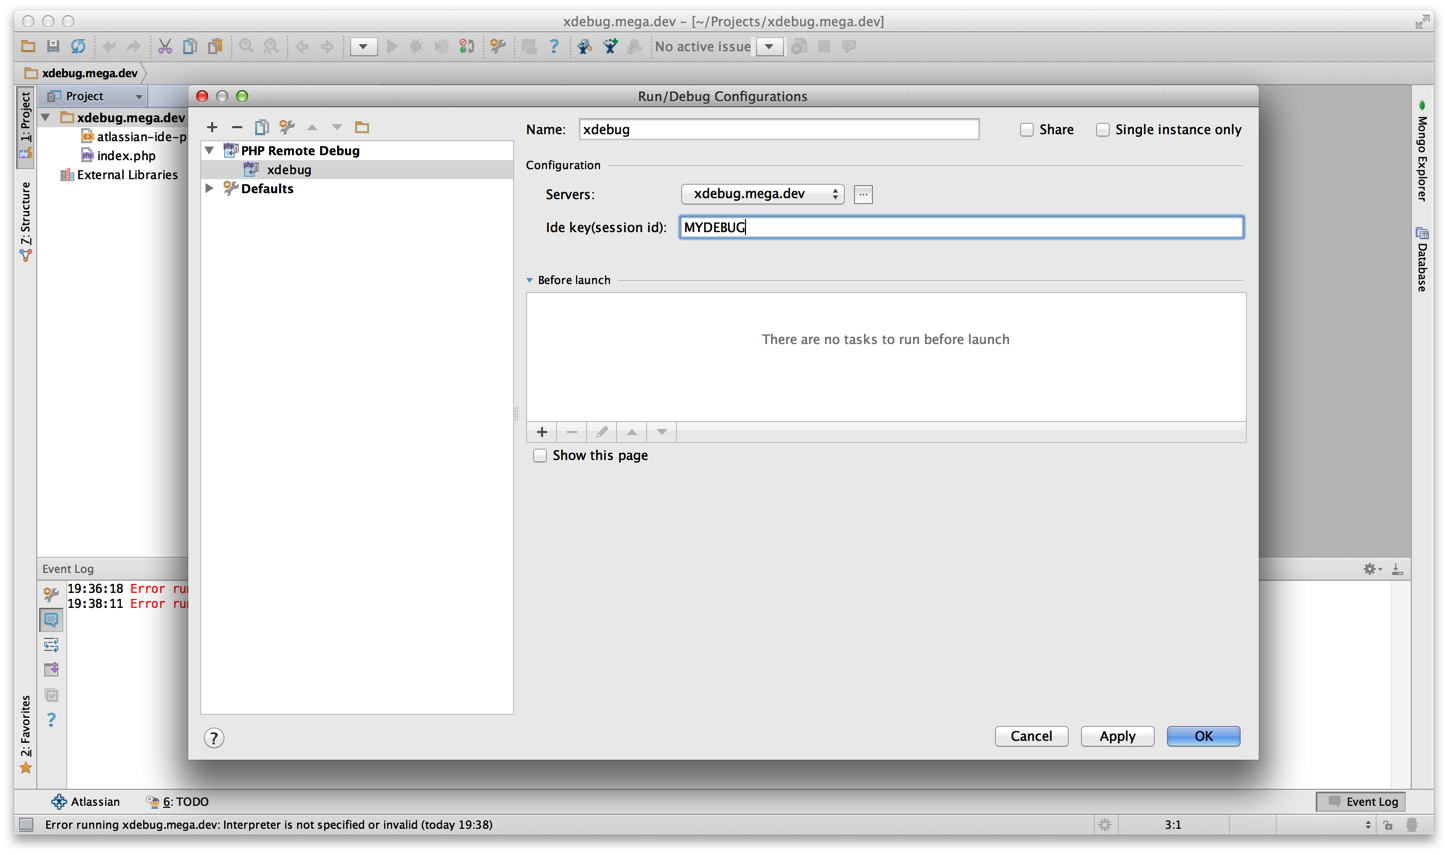 xdebug.mega.dev – [~/Projects/xdebug.mega.dev]
No active issue
xdebug.mega.dev
1: Project
Z: Structure
2: Favorites
Project
xdebug.mega.dev
atlassian-ide-p
index.php
External Libraries
Run/Debug Configurations
PHP Remote Debug
xdebug
Defaults
Name: xdebug
Share
Single instance only
Configuration
Servers: xdebug.mega.dev ...
Ide key(session id): MYDEBUG
Before launch
There are no tasks to run before launch
Show this page
? Cancel Apply OK
Mongo Explorer
Database
Event Log
19:36:18 Error ru
19:38:11 Error ru
Atlassian
6: TODO
Event Log
Error running xdebug.mega.dev: Interpreter is not specified or invalid (today 19:38)
3:1